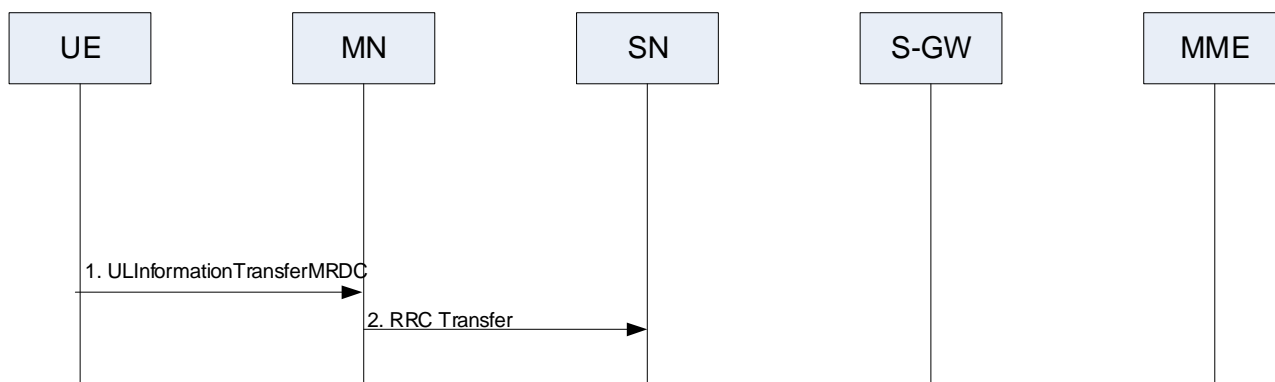 UE
MN
SN
S-GW
MME
1. ULInformationTransferMRDC
2. RRC Transfer